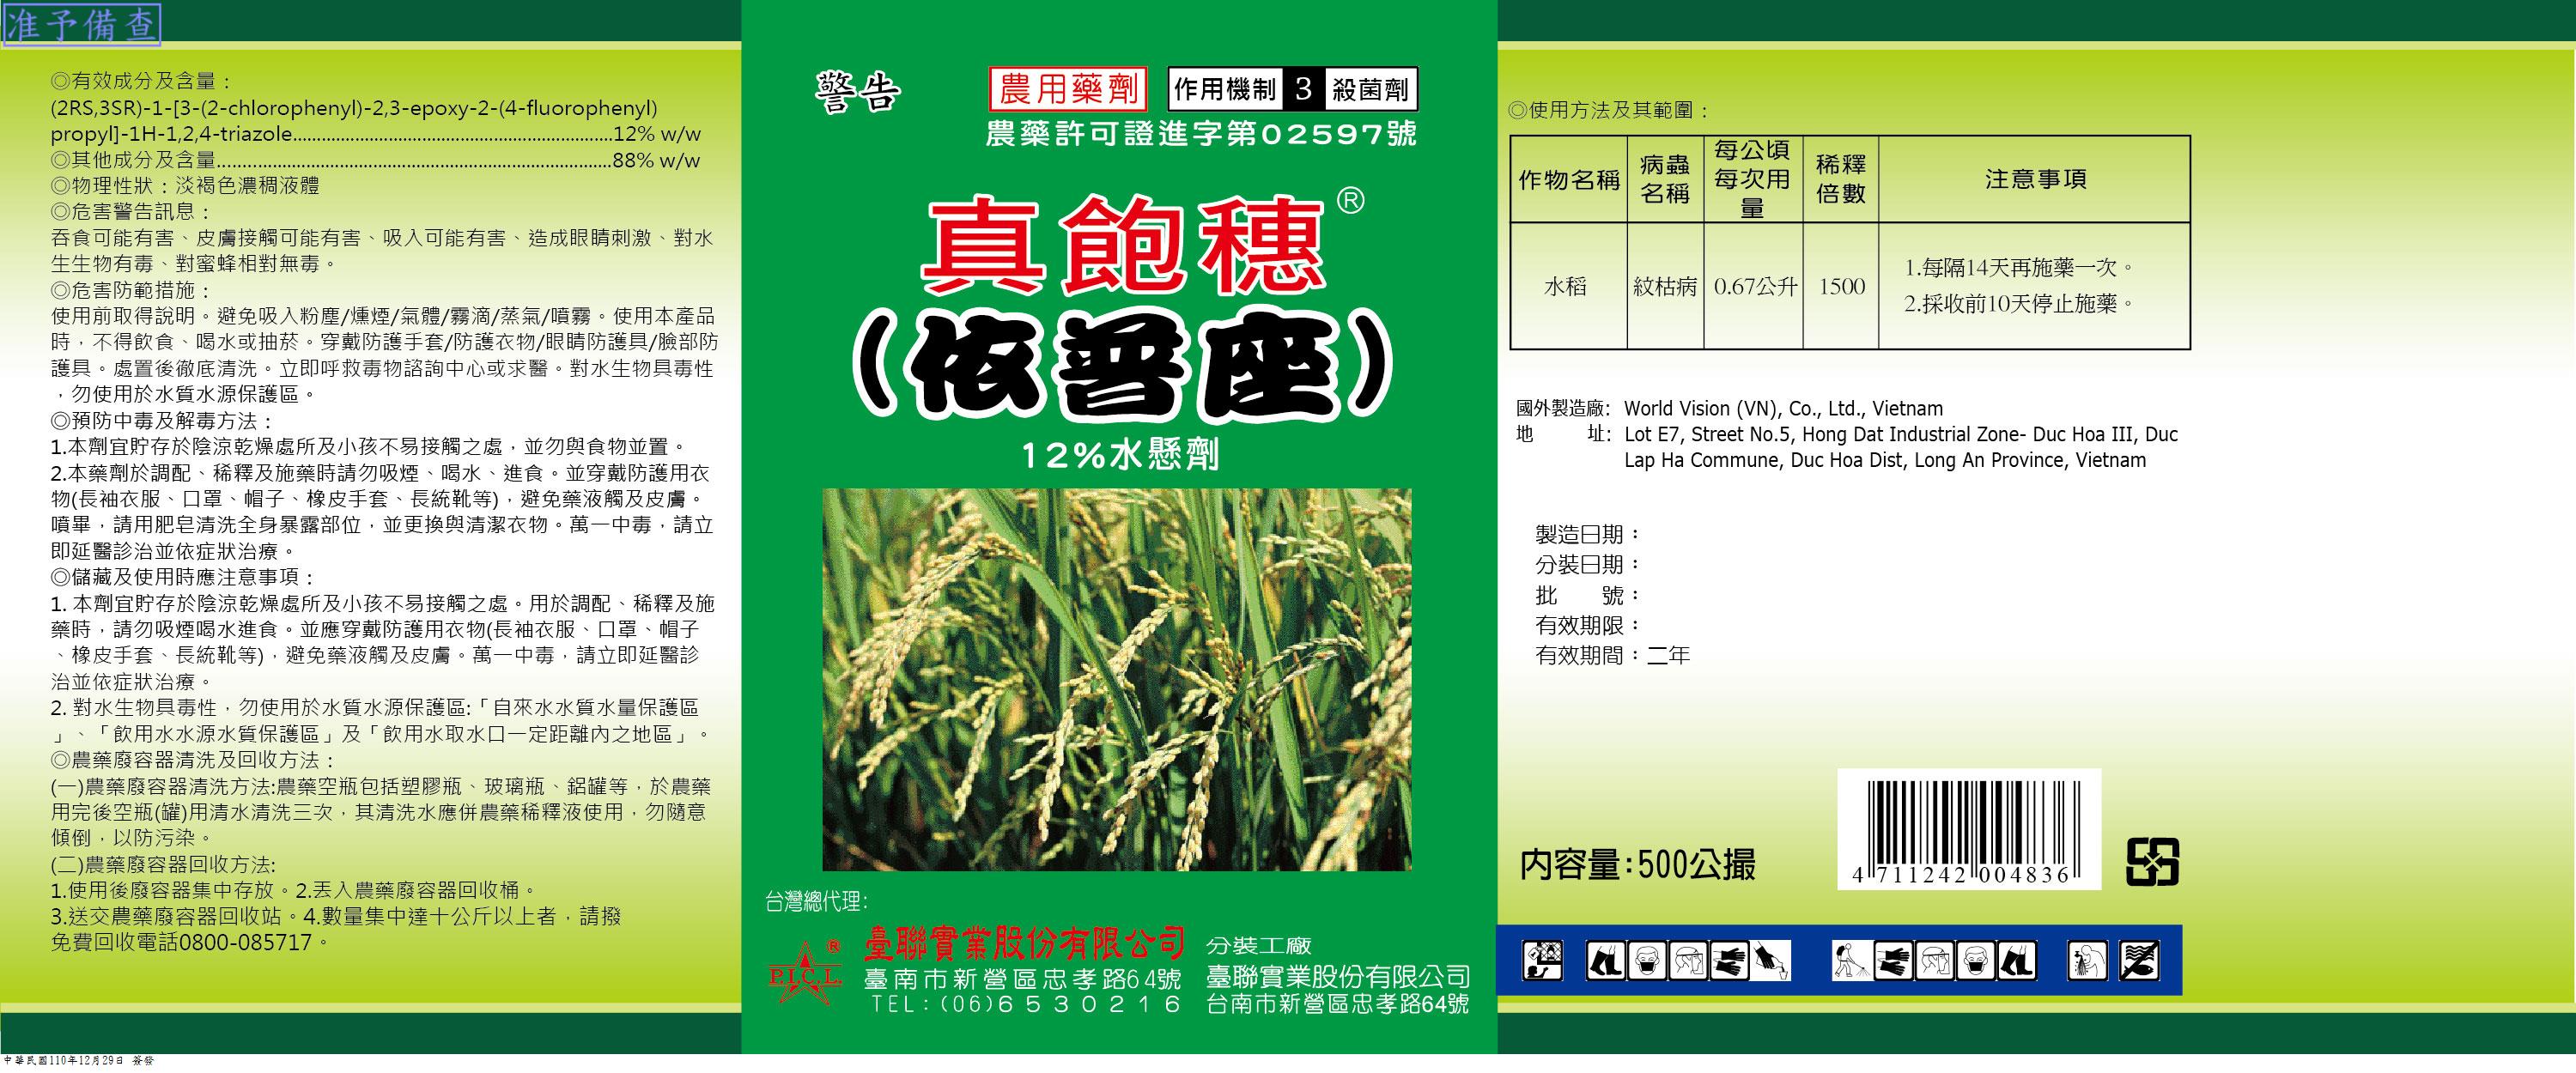 准予備查
◎有效成分及含量：
(2RS,3SR)-1-[3-(2-chlorophenyl)-2,3-epoxy-2-(4-fluorophenyl)
propyl]-1H-1,2,4-triazole................................................................12% w/w
◎其他成分及含量..............................................................................88% w/w
◎物理性狀：淡褐色濃稠液體
◎危害警告訊息：
吞食可能有害、皮膚接觸可能有害、吸入可能有害、造成眼睛刺激、對水
生生物有毒、對蜜蜂相對無毒。
◎危害防範措施：
使用前取得說明。避免吸入粉塵/燻煙/氣體/霧滴/蒸氣/噴霧。使用本產品
時，不得飲食、喝水或抽菸。穿戴防護手套/防護衣物/眼睛防護具/臉部防
護具。處置後徹底清洗。立即呼救毒物諮詢中心或求醫。對水生物具毒性
，勿使用於水質水源保護區。
◎預防中毒及解毒方法：
1.本劑宜貯存於陰涼乾燥處所及小孩不易接觸之處，並勿與食物並置。
2.本藥劑於調配、稀釋及施藥時請勿吸煙、喝水、進食。並穿戴防護用衣
物(長袖衣服、口罩、帽子、橡皮手套、長統靴等)，避免藥液觸及皮膚。
噴畢，請用肥皂清洗全身暴露部位，並更換與清潔衣物。萬一中毒，請立
即延醫診治並依症狀治療。
◎儲藏及使用時應注意事項：
1. 本劑宜貯存於陰涼乾燥處所及小孩不易接觸之處。用於調配、稀釋及施
藥時，請勿吸煙喝水進食。並應穿戴防護用衣物(長袖衣服、口罩、帽子
、橡皮手套、長統靴等)，避免藥液觸及皮膚。萬一中毒，請立即延醫診
治並依症狀治療。
2. 對水生物具毒性，勿使用於水質水源保護區:「自來水水質水量保護區
」、「飲用水水源水質保護區」及「飲用水取水口一定距離內之地區」。
◎農藥廢容器清洗及回收方法：
(一)農藥廢容器清洗方法:農藥空瓶包括塑膠瓶、玻璃瓶、鋁罐等，於農藥
用完後空瓶(罐)用清水清洗三次，其清洗水應併農藥稀釋液使用，勿隨意
傾倒，以防污染。
(二)農藥廢容器回收方法:
1.使用後廢容器集中存放。2.丟入農藥廢容器回收桶。
3.送交農藥廢容器回收站。4.數量集中達十公斤以上者，請撥
免費回收電話0800-085717。
警告
農用藥劑 作用機制 3 殺菌劑
農藥許可證進字第02597號
真飽穗®
(依普座)
12%水懸劑
台灣總代理：
P.I.C.L ®
臺聯實業股份有限公司
臺南市新營區忠孝路64號
TEL：(06)6530216
分裝工廠
臺聯實業股份有限公司
台南市新營區忠孝路64號
◎使用方法及其範圍：
作物名稱 病蟲名稱 每公頃每次用量 稀釋倍數 注意事項
水稻 紋枯病 0.67公升 1500 1.每隔14天再施藥一次。
2.採收前10天停止施藥。
國外製造廠：World Vision (VN), Co., Ltd., Vietnam
地 址：Lot E7, Street No.5, Hong Dat Industrial Zone- Duc Hoa III, Duc
Lap Ha Commune, Duc Hoa Dist, Long An Province, Vietnam
製造日期：
分裝日期：
批 號：
有效期限：
有效期間：二年
內容量：500公撮
4 711242 004836
中華民國110年12月29日 簽發